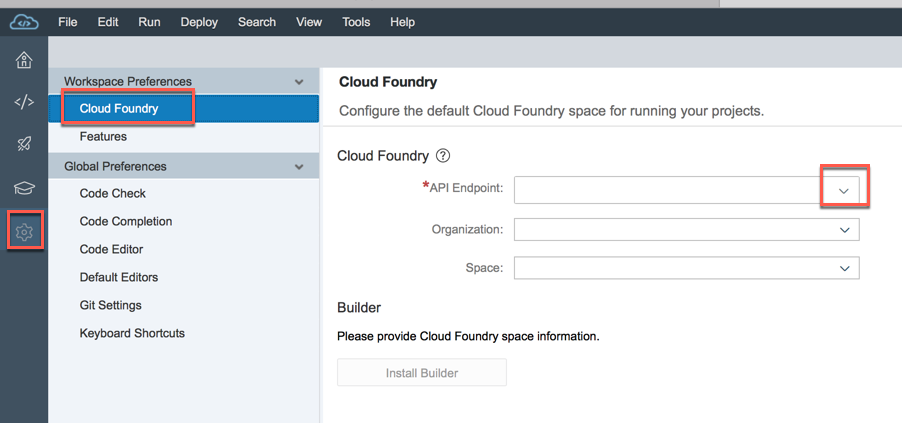 File Edit Run Deploy Search View Tools Help
Workspace Preferences
Cloud Foundry
Features
Global Preferences
Code Check
Code Completion
Code Editor
Default Editors
Git Settings
Keyboard Shortcuts
Cloud Foundry
Configure the default Cloud Foundry space for running your projects.
Cloud Foundry ?
*API Endpoint:
Organization:
Space:
Builder
Please provide Cloud Foundry space information.
Install Builder